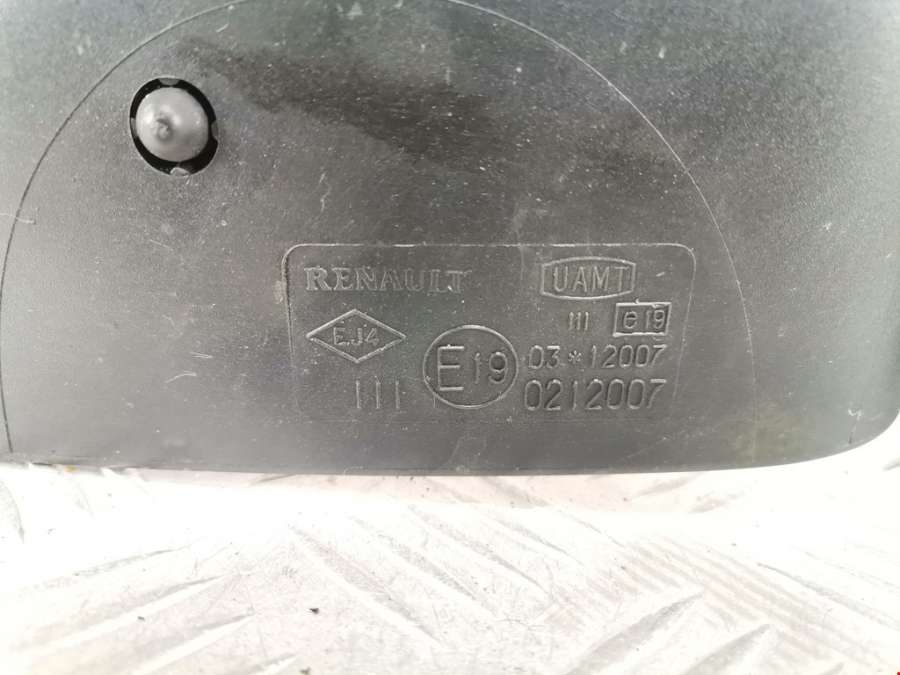 RENAULT UAMT
III e19
EJ4
03*12007
III E19
0212007